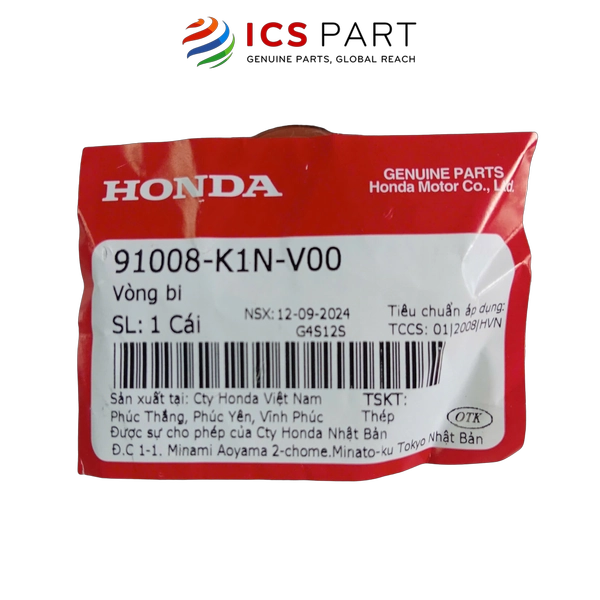 ICS PART
GENUINE PARTS, GLOBAL REACH
HONDA
GENUINE PARTS
Honda Motor Co., Ltd.
91008-K1N-V00
Vòng bi
SL: 1 Cái
NSX: 12-09-2024
G4S12S
Tiêu chuẩn áp dụng:
TCCS: 01|2008|HVN
Sản xuất tại: Cty Honda Việt Nam
Phúc Thắng, Phúc Yên, Vĩnh Phúc
TSKT:
Thép
OTK
Được sự cho phép của Cty Honda Nhật Bản
Đ.C 1-1. Minami Aoyama 2-chome.Minato-ku Tokyo Nhật Bản